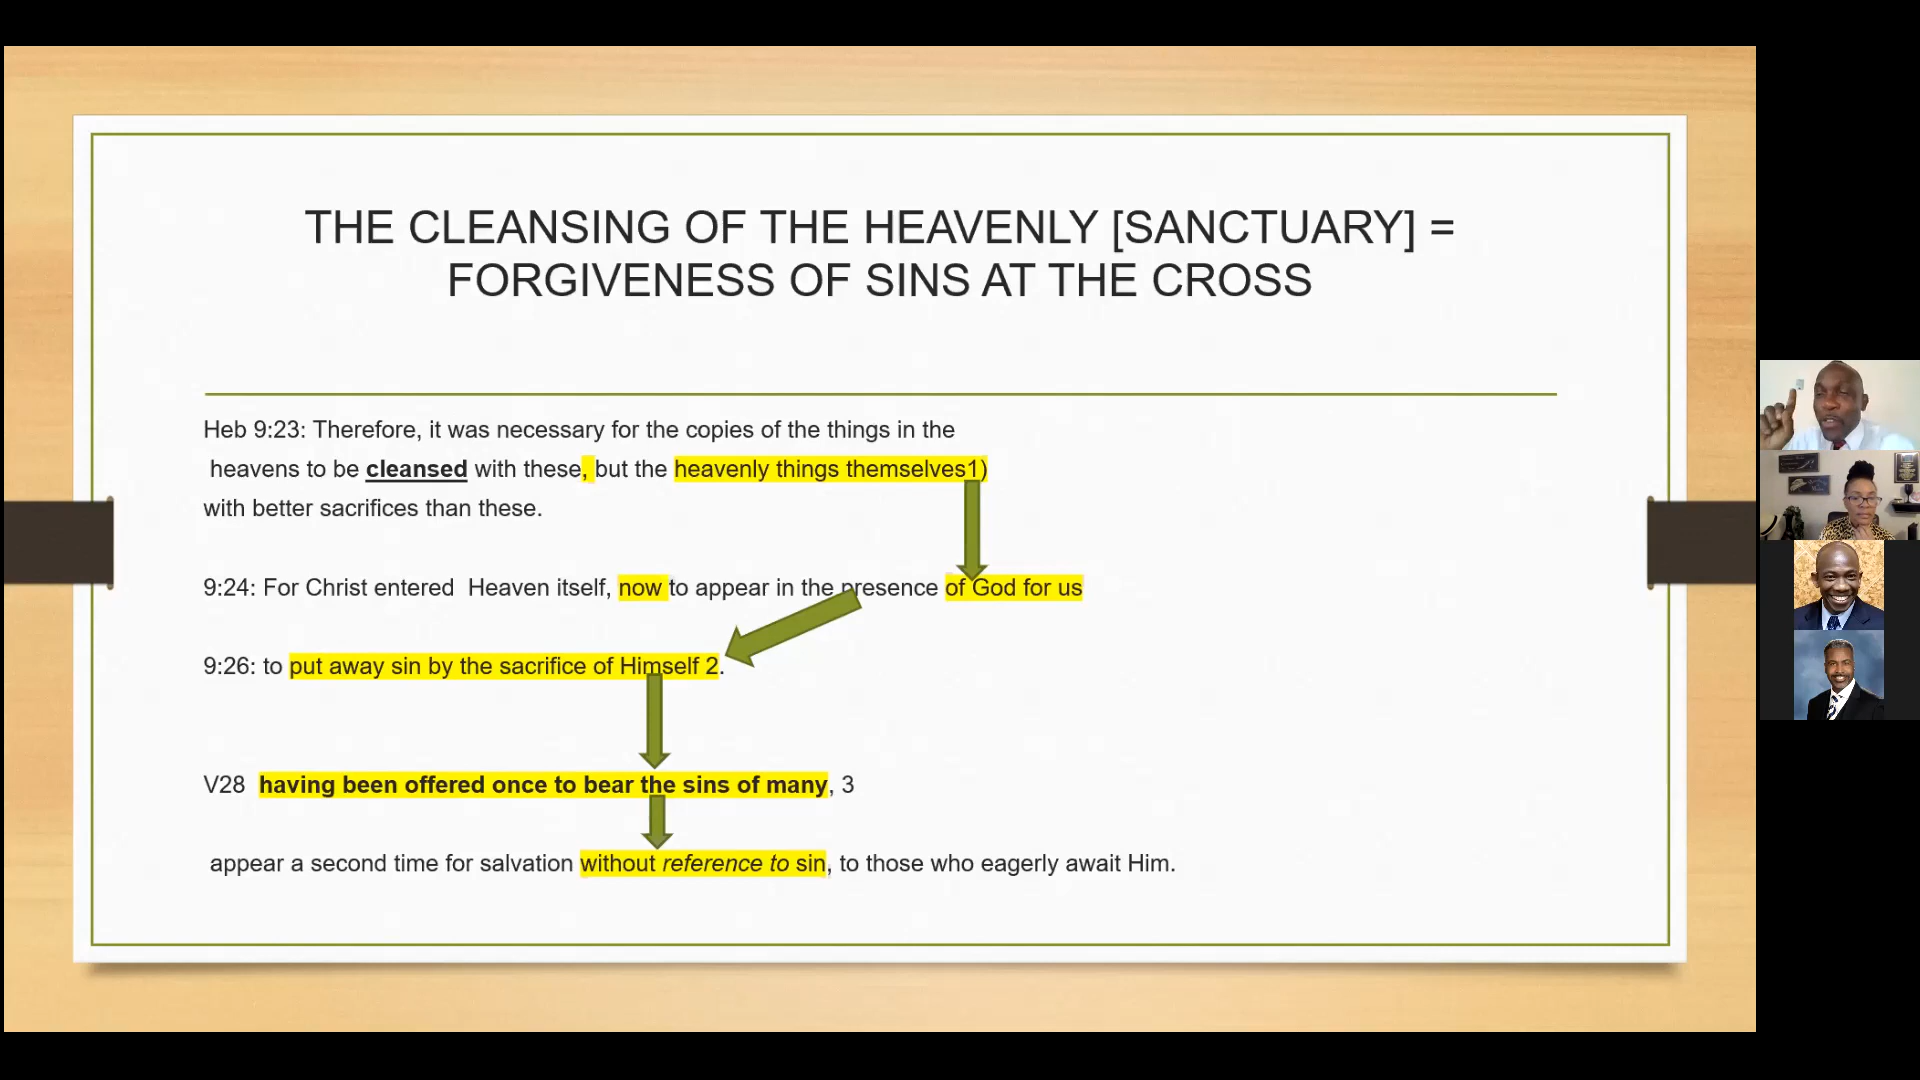 THE CLEANSING OF THE HEAVENLY [SANCTUARY] =
FORGIVENESS OF SINS AT THE CROSS
Heb 9:23: Therefore, it was necessary for the copies of the things in the
heavens to be cleansed with these, but the heavenly things themselves1)
with better sacrifices than these.
9:24: For Christ entered Heaven itself, now to appear in the presence of God for us
9:26: to put away sin by the sacrifice of Himself 2.
V28 having been offered once to bear the sins of many, 3
appear a second time for salvation without reference to sin, to those who eagerly await Him.